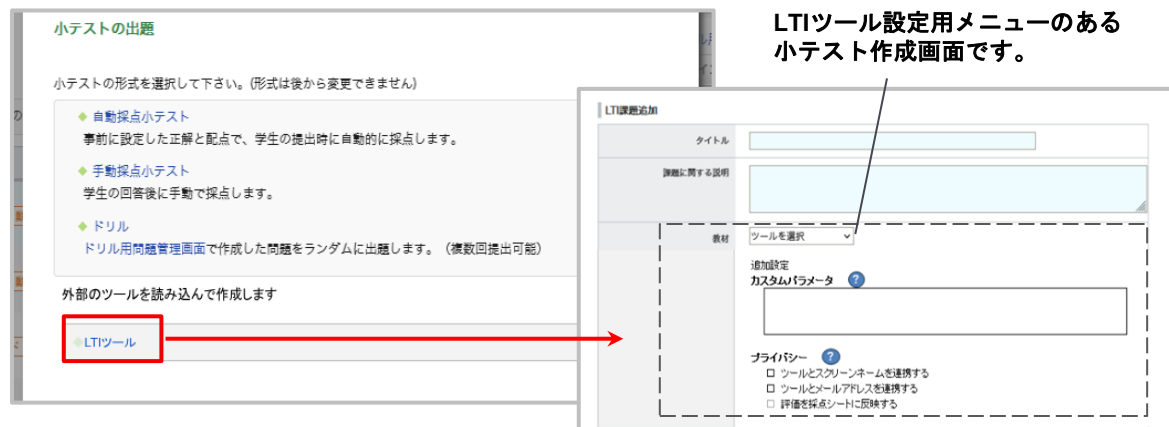 小テストの出題
小テストの形式を選択して下さい。(形式は後から変更できません)
自動採点小テスト
事前に設定した正解と配点で、学生の提出時に自動的に採点します。
手動採点小テスト
学生の回答後に手動で採点します。
ドリル
ドリル用問題管理画面で作成した問題をランダムに出題します。（複数回提出可能）
外部のツールを読み込んで作成します
LTIツール
LTIツール設定用メニューのある
小テスト作成画面です。
LTI課題追加
タイトル
課題に関する説明
教材
ツールを選択
追加設定
カスタムパラメータ ?
プライバシー ?
ツールとスクリーンネームを連携する
ツールとメールアドレスを連携する
評価を採点シートに反映する